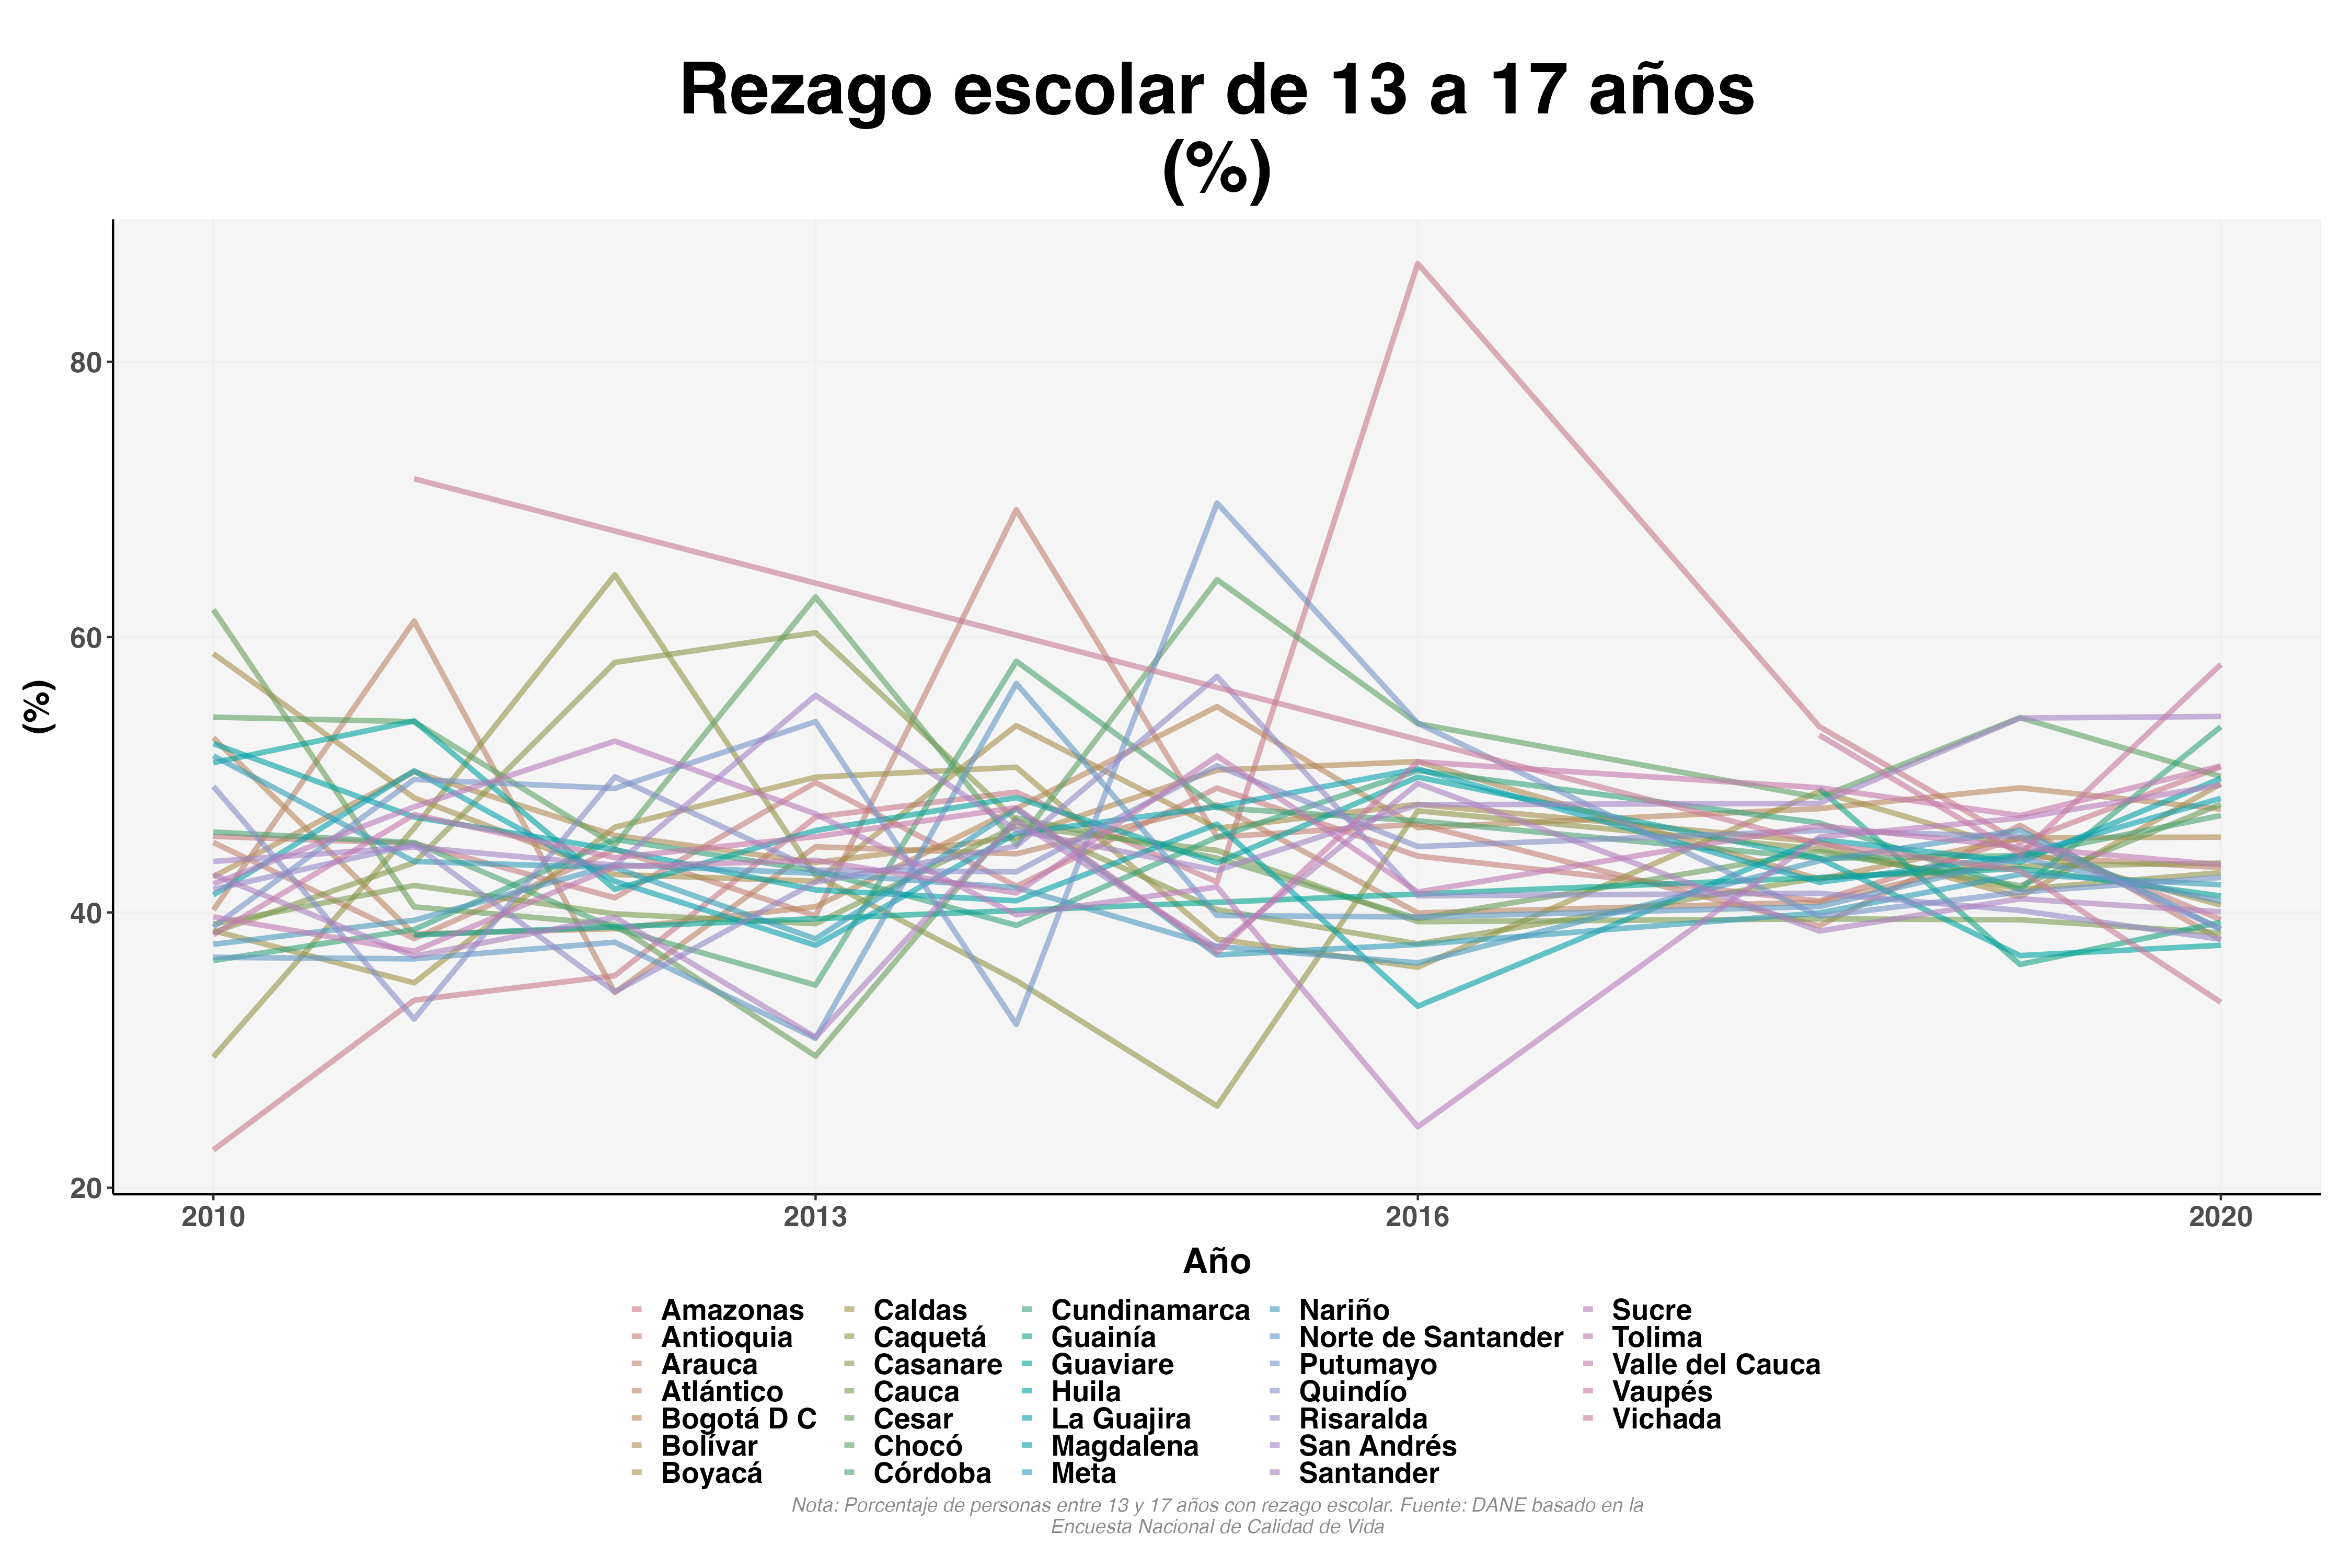 Rezago escolar de 13 a 17 años
(%)
80
60
40
20
(%)
2010 2013 2016 2020
Año
Amazonas Caldas Cundinamarca Nariño Sucre
Antioquia Caquetá Guainía Norte de Santander Tolima
Arauca Casanare Guaviare Putumayo Valle del Cauca
Atlántico Cauca Huila Quindío Vaupés
Bogotá D C Cesar La Guajira Risaralda Vichada
Bolívar Chocó Magdalena San Andrés
Boyacá Córdoba Meta Santander
Nota: Porcentaje de personas entre 13 y 17 años con rezago escolar. Fuente: DANE basado en la
Encuesta Nacional de Calidad de Vida